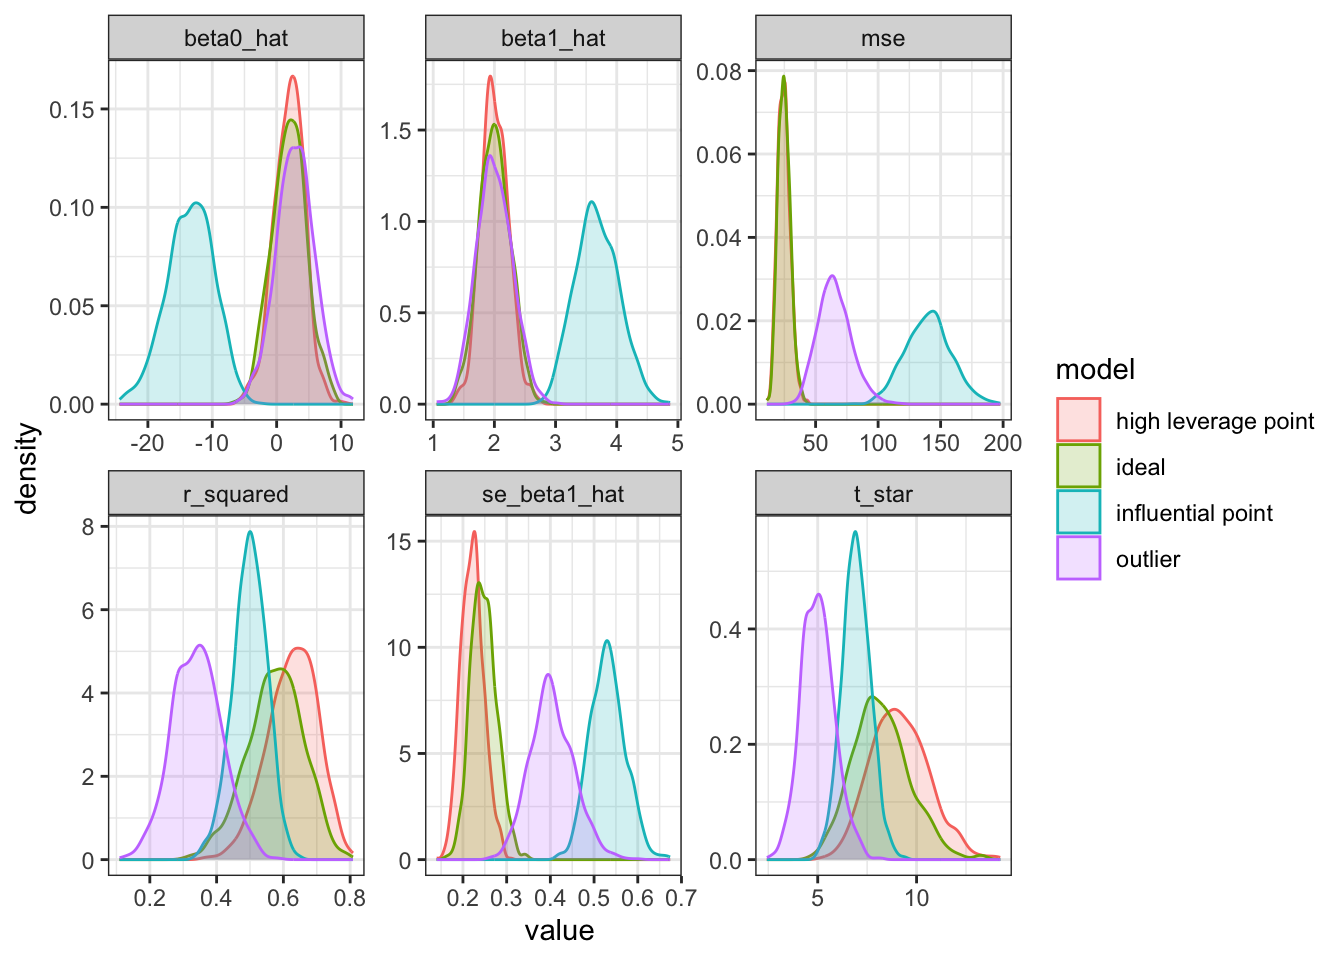 beta0_hat
beta1_hat
mse
0.15
0.10
0.05
0.00
-20 -10 0 10
1.5
1.0
0.5
0.0
1 2 3 4 5
0.08
0.06
0.04
0.02
0.00
50 100 150 200
r_squared
se_beta1_hat
t_star
8
6
4
2
0
0.2 0.4 0.6 0.8
15
10
5
0
0.2 0.3 0.4 0.5 0.6 0.7
0.4
0.2
0.0
5 10
density
value
model
high leverage point
ideal
influential point
outlier